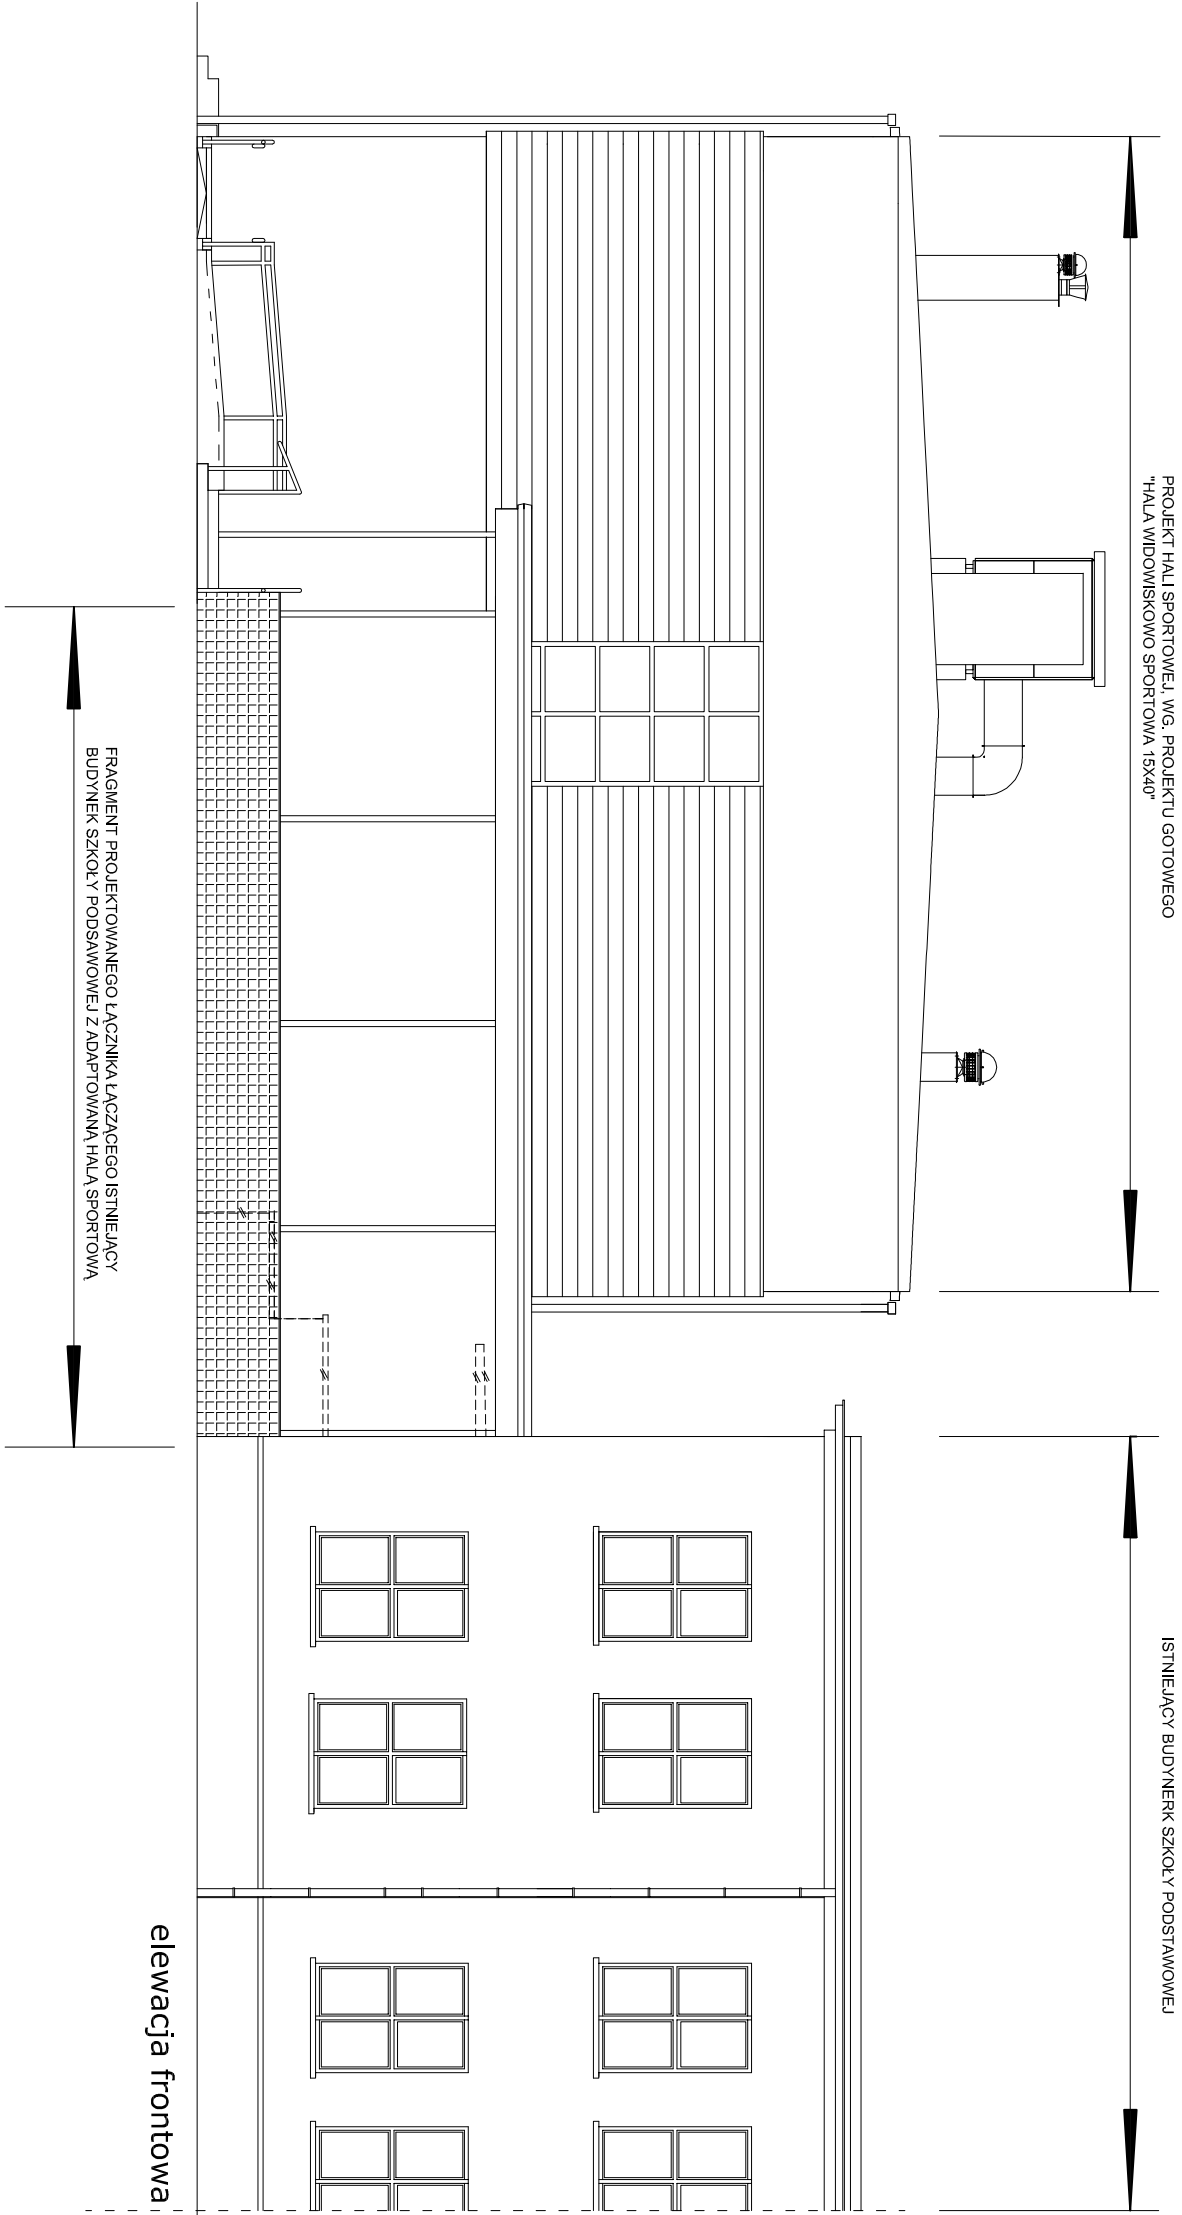 PROJEKT HALI SPORTOWEJ, WG. PROJEKTU GOTOWEGO
"HALA WIDOWISKOWO SPORTOWA 15X40"
ISTNIEJĄCY BUDYNERK SZKOŁY PODSTAWOWEJ
FRAGMENT PROJEKTOWANEGO ŁĄCZNIKA ŁĄCZĄCEGO ISTNIEJĄCY
BUDYNEK SZKOŁY PODSAWOWEJ Z ADAPTOWANĄ HALĄ SPORTOWĄ
elewacja frontowa